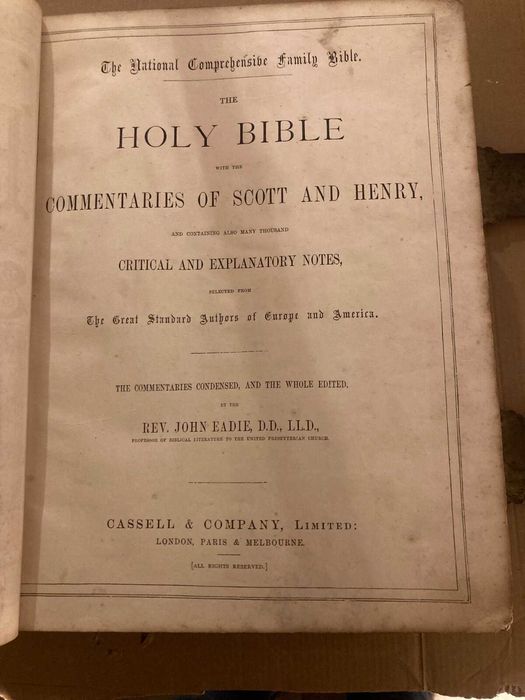 The National Comprehensive Family Bible.
THE
HOLY BIBLE
WITH THE
COMMENTARIES OF SCOTT AND HENRY,
AND CONTAINING ALSO MANY THOUSAND
CRITICAL AND EXPLANATORY NOTES,
SELECTED FROM
The Great Standard Authors of Europe and America.
THE COMMENTARIES CONDENSED, AND THE WHOLE EDITED,
BY THE
REV. JOHN EADIE, D.D., LL.D.,
PROFESSOR OF BIBLICAL LITERATURE TO THE UNITED PRESBYTERIAN CHURCH.
CASSELL & COMPANY, LIMITED:
LONDON, PARIS & MELBOURNE.
[ALL RIGHTS RESERVED.]